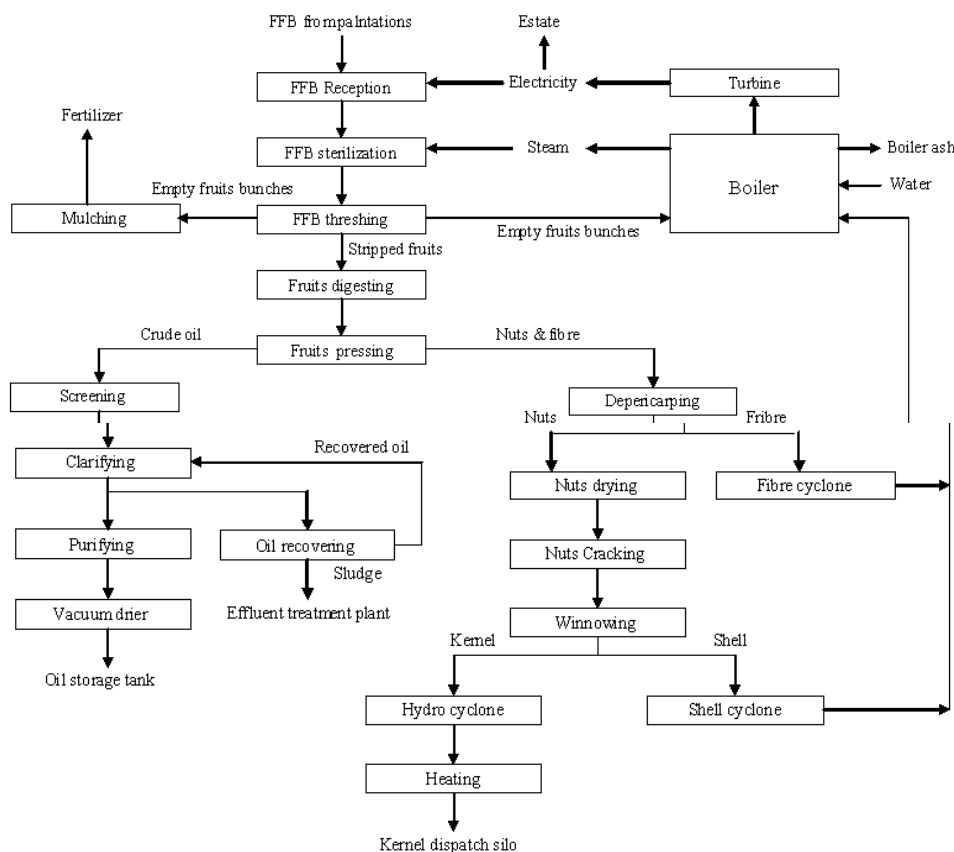 FFB frompalntations
Estate
FFB Reception
Electricity
Turbine
Fertilizer
FFB sterilization
Steam
Boiler
Boiler ash
Water
Empty fruits bunches
Mulching
FFB threshing
Empty fruits bunches
Stripped fruits
Fruits digesting
Crude oil
Nuts & fibre
Fruits pressing
Screening
Depericarping
Nuts
Fribre
Recovered oil
Clarifying
Nuts drying
Fibre cyclone
Purifying
Oil recovering
Nuts Cracking
Sludge
Vacuum drier
Effluent treatment plant
Winnowing
Kernel
Shell
Oil storage tank
Hydro cyclone
Shell cyclone
Heating
Kernel dispatch silo